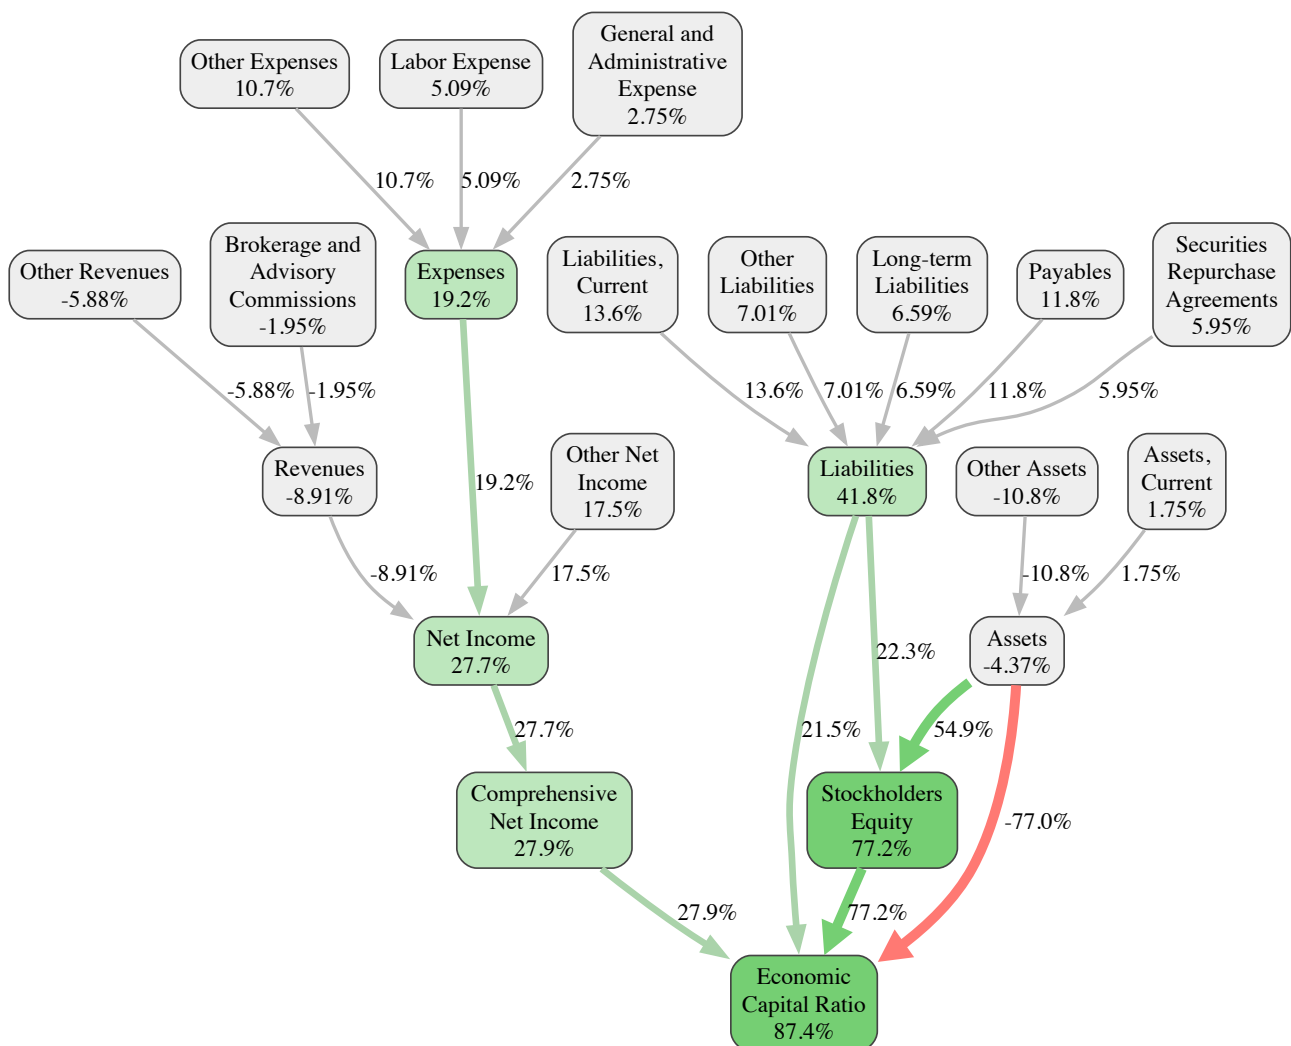 Other Expenses
10.7%
Labor Expense
5.09%
General and
Administrative
Expense
2.75%
10.7%
5.09%
2.75%
Other Revenues
-5.88%
Brokerage and
Advisory
Commissions
-1.95%
Expenses
19.2%
Liabilities,
Current
13.6%
Other
Liabilities
7.01%
Long-term
Liabilities
6.59%
Payables
11.8%
Securities
Repurchase
Agreements
5.95%
-5.88%
-1.95%
13.6%
7.01%
6.59%
11.8%
5.95%
Revenues
-8.91%
19.2%
Other Net
Income
17.5%
Liabilities
41.8%
Other Assets
-10.8%
Assets,
Current
1.75%
-8.91%
17.5%
-10.8%
1.75%
Net Income
27.7%
22.3%
Assets
-4.37%
27.7%
21.5%
54.9%
Comprehensive
Net Income
27.9%
Stockholders
Equity
77.2%
-77.0%
27.9%
77.2%
Economic
Capital Ratio
87.4%